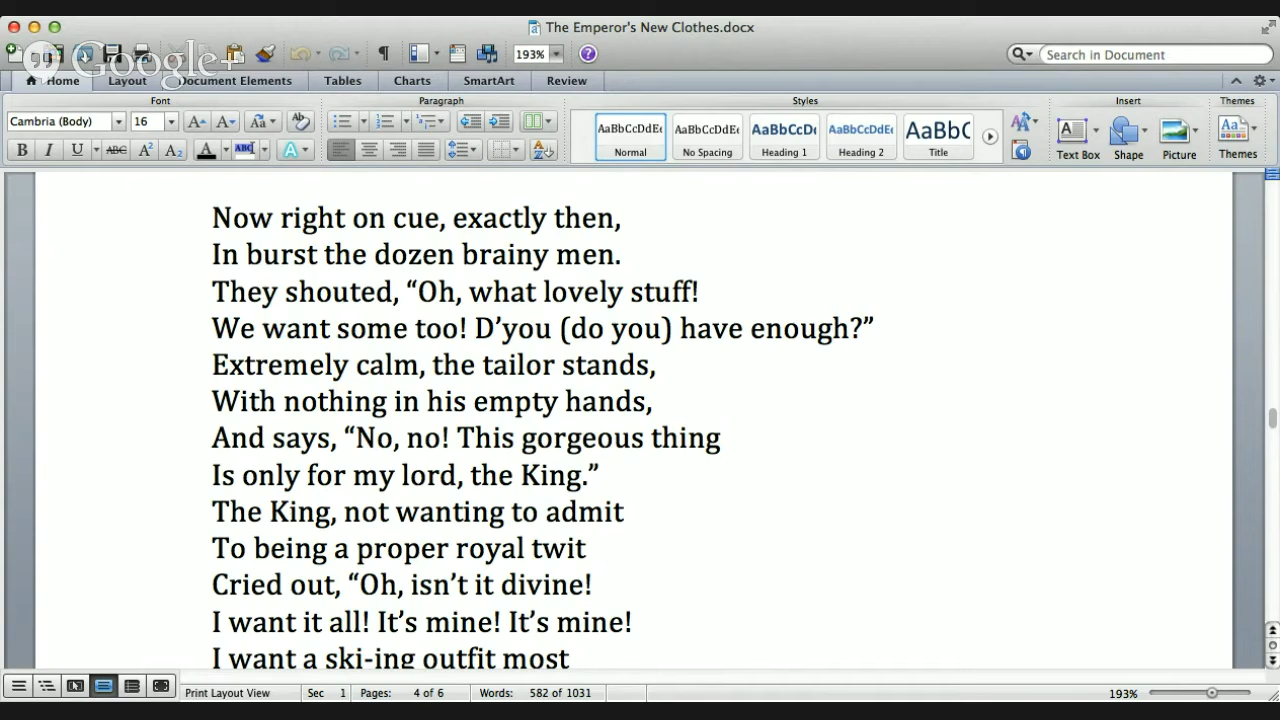 The Emperor's New Clothes.docx
Google+
193%
Search in Document
Home Layout Document Elements Tables Charts SmartArt Review
Font Paragraph Styles Insert Themes
Cambria (Body) 16
AaBbCcDdEe AaBbCcDdEe AaBbCcDc AaBbCcDdEe AaBbC
Normal No Spacing Heading 1 Heading 2 Title
Text Box Shape Picture Themes
Now right on cue, exactly then,
In burst the dozen brainy men.
They shouted, “Oh, what lovely stuff!
We want some too! D’you (do you) have enough?”
Extremely calm, the tailor stands,
With nothing in his empty hands,
And says, “No, no! This gorgeous thing
Is only for my lord, the King.”
The King, not wanting to admit
To being a proper royal twit
Cried out, “Oh, isn’t it divine!
I want it all! It’s mine! It’s mine!
I want a ski-ing outfit most
Print Layout View Sec 1 Pages: 4 of 6 Words: 582 of 1031 193%